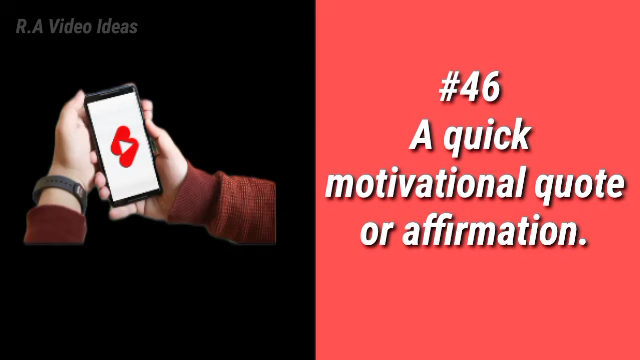 R.A Video Ideas
#46
A quick
motivational quote
or affirmation.